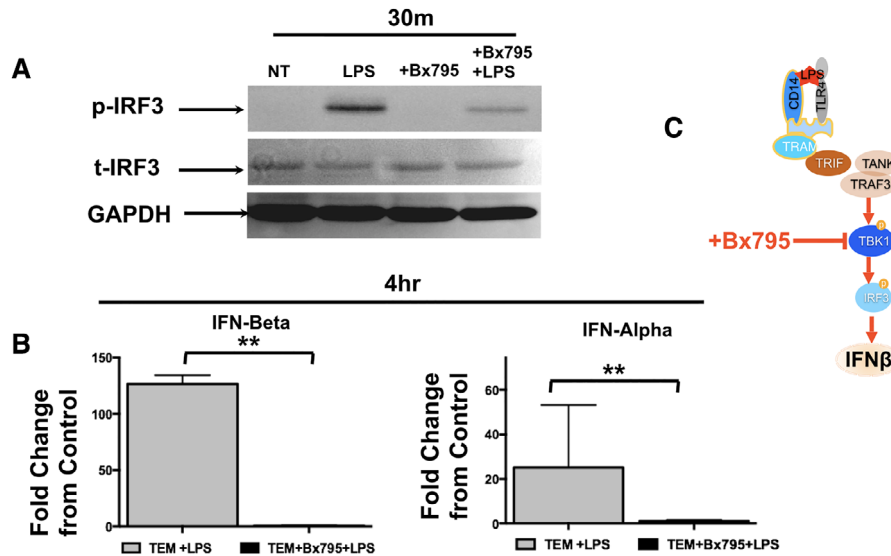 30m
A
NT LPS +Bx795 +Bx795
+LPS
p-IRF3
t-IRF3
GAPDH
4hr
B
IFN-Beta
**
Fold Change
from Control
150
100
50
0
TEM +LPS TEM+Bx795+LPS
IFN-Alpha
**
Fold Change
from Control
60
40
20
0
TEM +LPS TEM+Bx795+LPS
C
LPS
CD14
TLR4
TRAM
TRIF
TANK
TRAF3
P
+Bx795
TBK1
P
IRF3
IFNβ